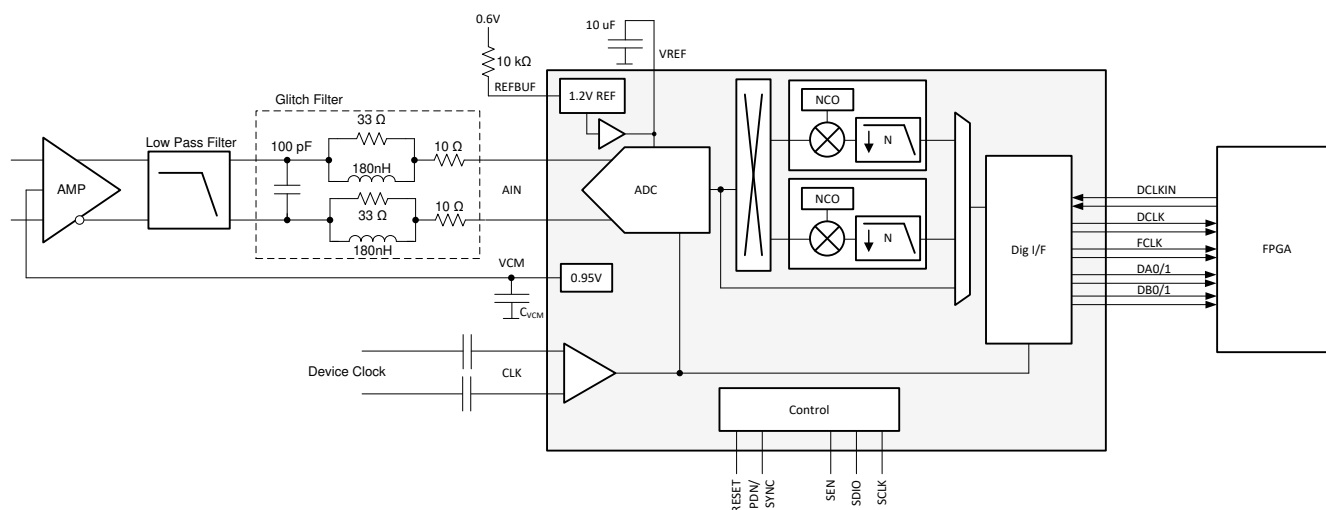 0.6V
10 uF
VREF
10 kΩ
REFBUF
1.2V REF
Glitch Filter
33 Ω
Low Pass Filter
100 pF
10 Ω
180nH
AMP
AIN
ADC
33 Ω
10 Ω
180nH
NCO
N
NCO
N
VCM
0.95V
CVCM
Device Clock
CLK
Dig I/F
DCLKIN
DCLK
FCLK
DA0/1
DB0/1
FPGA
Control
RESET
PDN/
SYNC
SEN
SDIO
SCLK